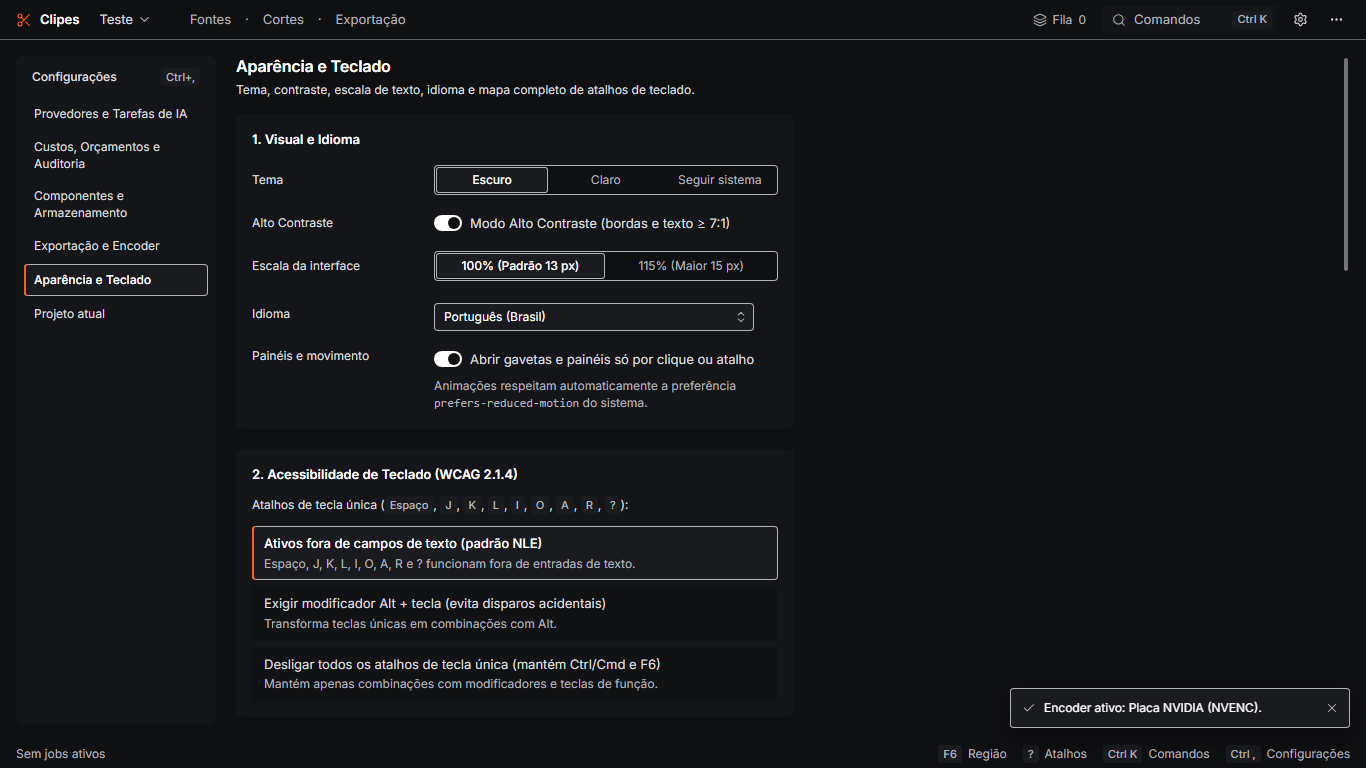 Clipes Teste Fontes · Cortes · Exportação Fila 0 Comandos Ctrl K
Configurações Ctrl+,
Provedores e Tarefas de IA
Custos, Orçamentos e
Auditoria
Componentes e
Armazenamento
Exportação e Encoder
Aparência e Teclado
Projeto atual
Aparência e Teclado
Tema, contraste, escala de texto, idioma e mapa completo de atalhos de teclado.
1. Visual e Idioma
Tema Escuro Claro Seguir sistema
Alto Contraste Modo Alto Contraste (bordas e texto ≥ 7:1)
Escala da interface 100% (Padrão 13 px) 115% (Maior 15 px)
Idioma Português (Brasil)
Painéis e movimento Abrir gavetas e painéis só por clique ou atalho
Animações respeitam automaticamente a preferência
prefers-reduced-motion do sistema.
2. Acessibilidade de Teclado (WCAG 2.1.4)
Atalhos de tecla única ( Espaço , J , K , L , I , O , A , R , ? ):
Ativos fora de campos de texto (padrão NLE)
Espaço, J, K, L, I, O, A, R e ? funcionam fora de entradas de texto.
Exigir modificador Alt + tecla (evita disparos acidentais)
Transforma teclas únicas em combinações com Alt.
Desligar todos os atalhos de tecla única (mantém Ctrl/Cmd e F6)
Mantém apenas combinações com modificadores e teclas de função.
Encoder ativo: Placa NVIDIA (NVENC).
Sem jobs ativos F6 Região ? Atalhos Ctrl K Comandos Ctrl , Configurações